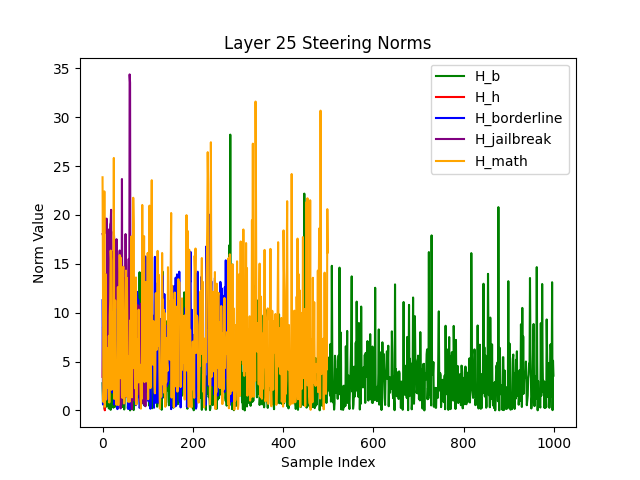 Layer 25 Steering Norms
Norm Value
35
30
25
20
15
10
5
0
H_b
H_h
H_borderline
H_jailbreak
H_math
0
200
400
600
800
1000
Sample Index